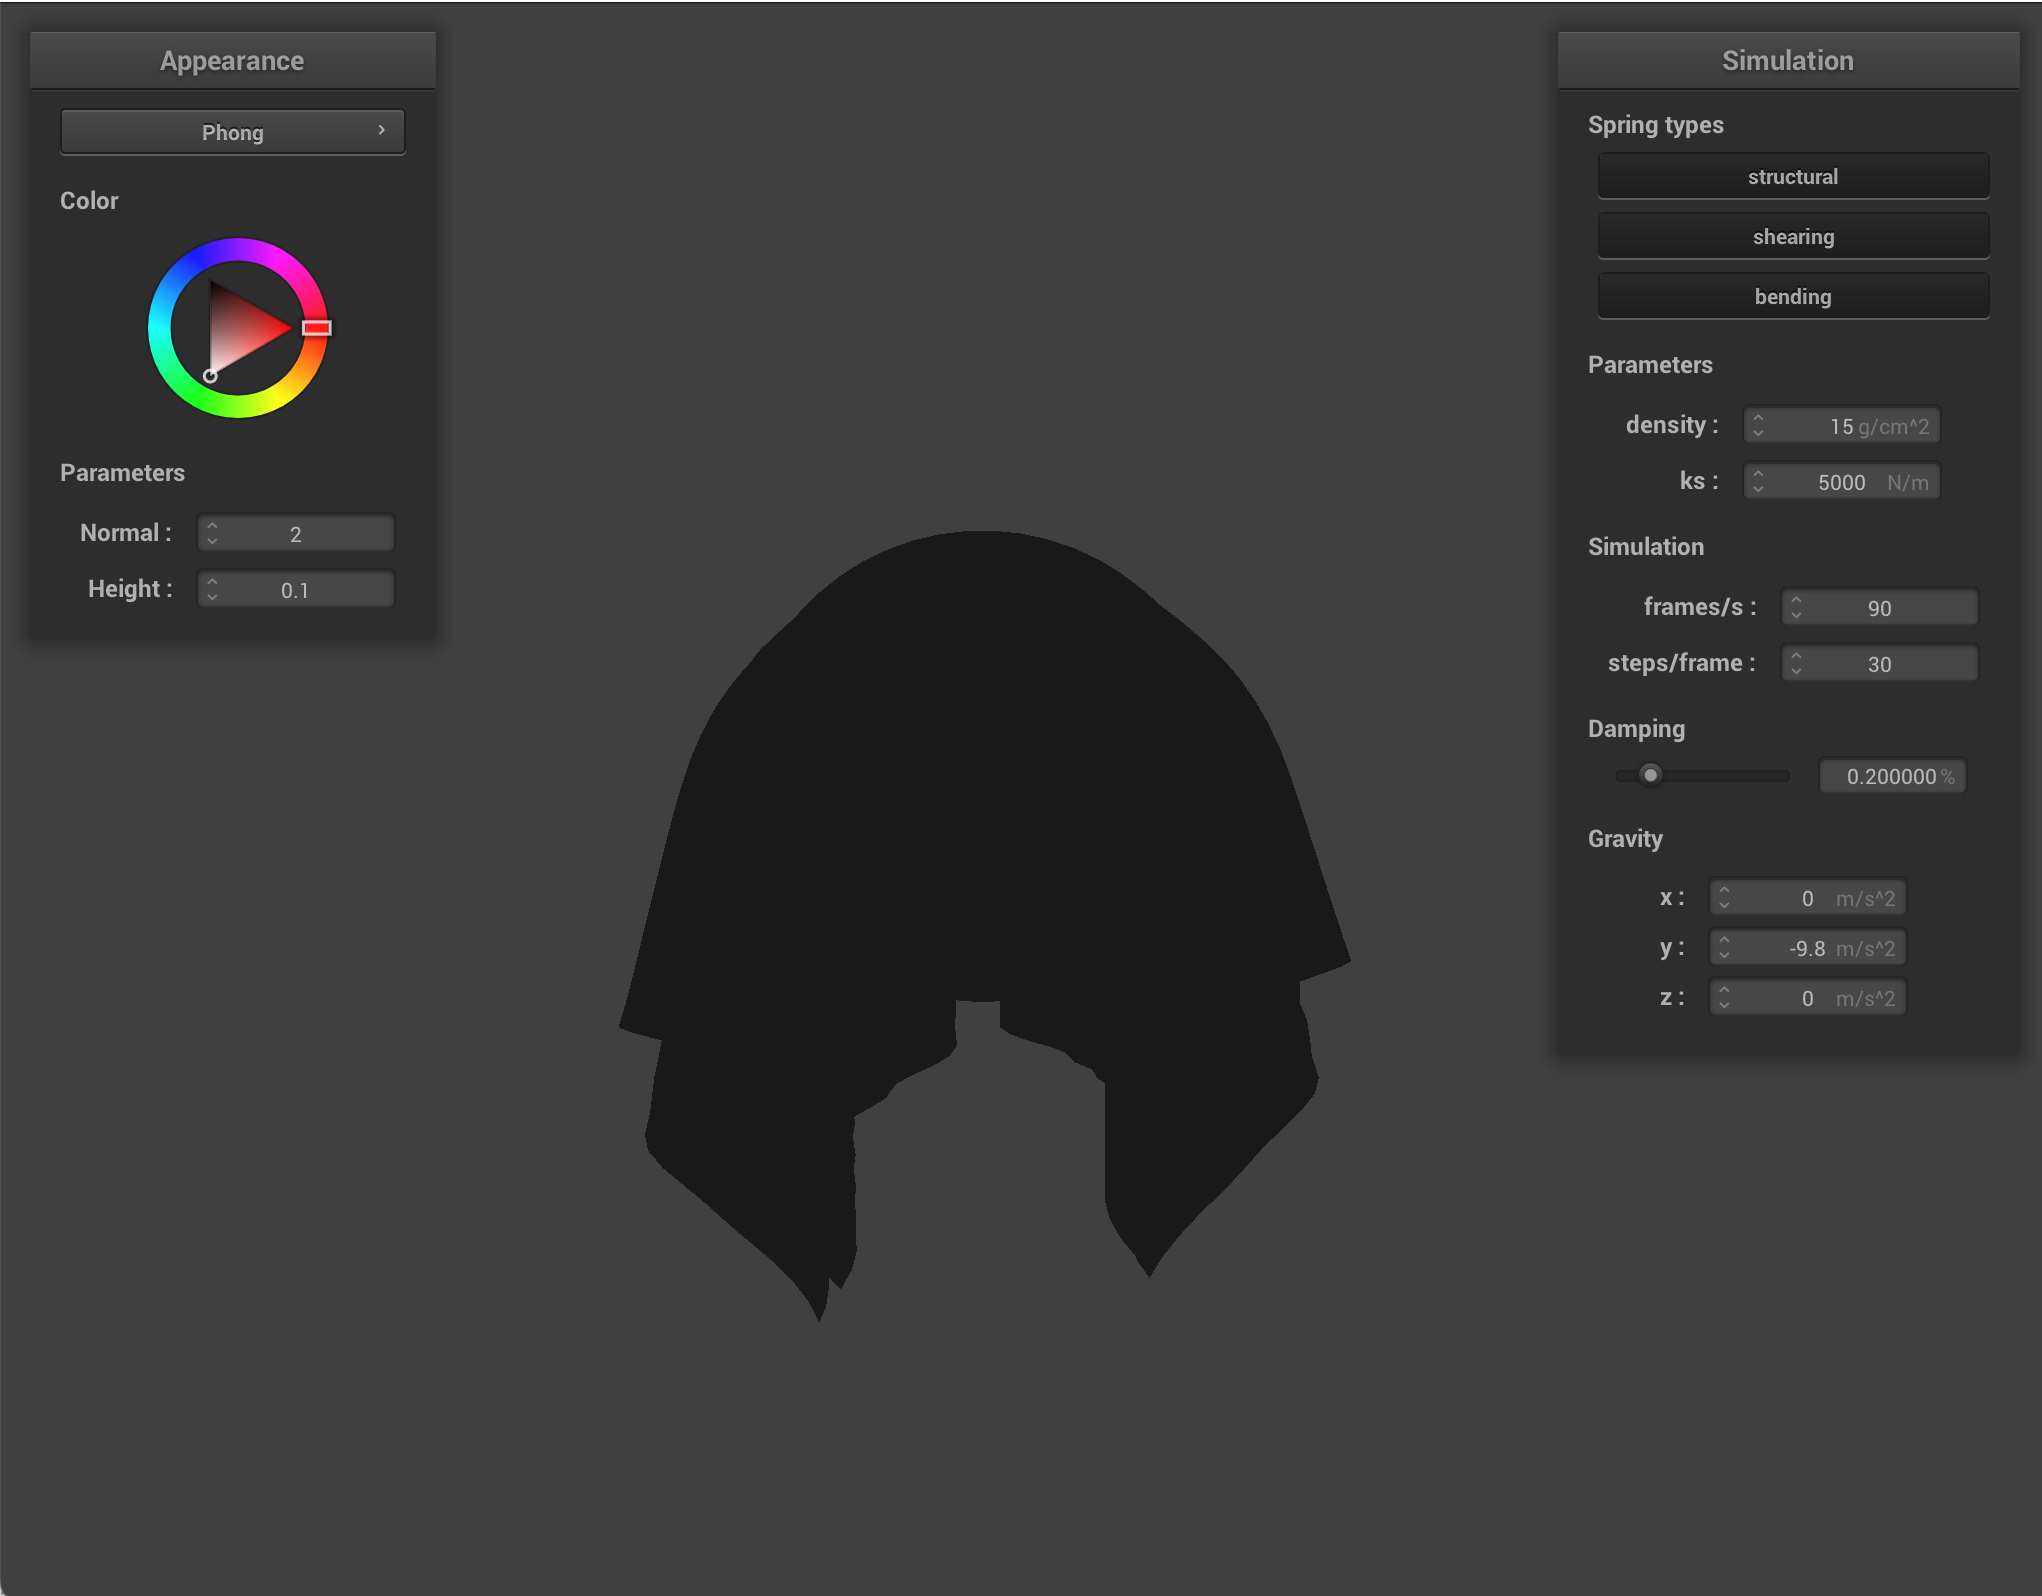 Appearance
Phong
Color
Parameters
Normal : 2
Height : 0.1
Simulation
Spring types
structural
shearing
bending
Parameters
density : 15 g/cm^2
ks : 5000 N/m
Simulation
frames/s : 90
steps/frame : 30
Damping
0.200000 %
Gravity
x : 0 m/s^2
y : -9.8 m/s^2
z : 0 m/s^2